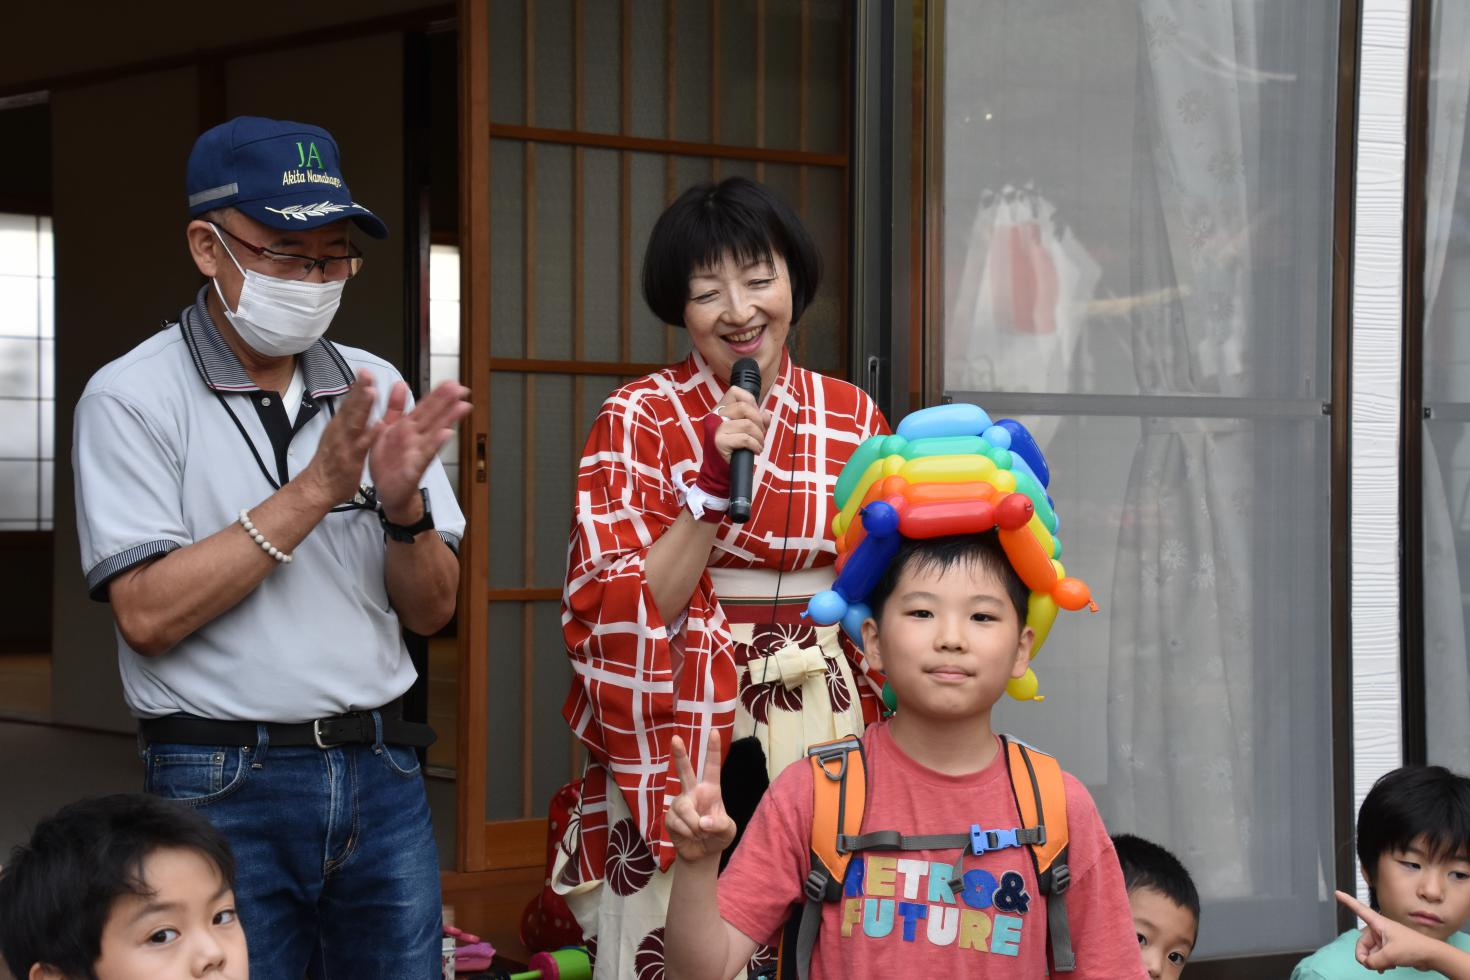 JA
Akita Namahage
RETRO &
FUTURE